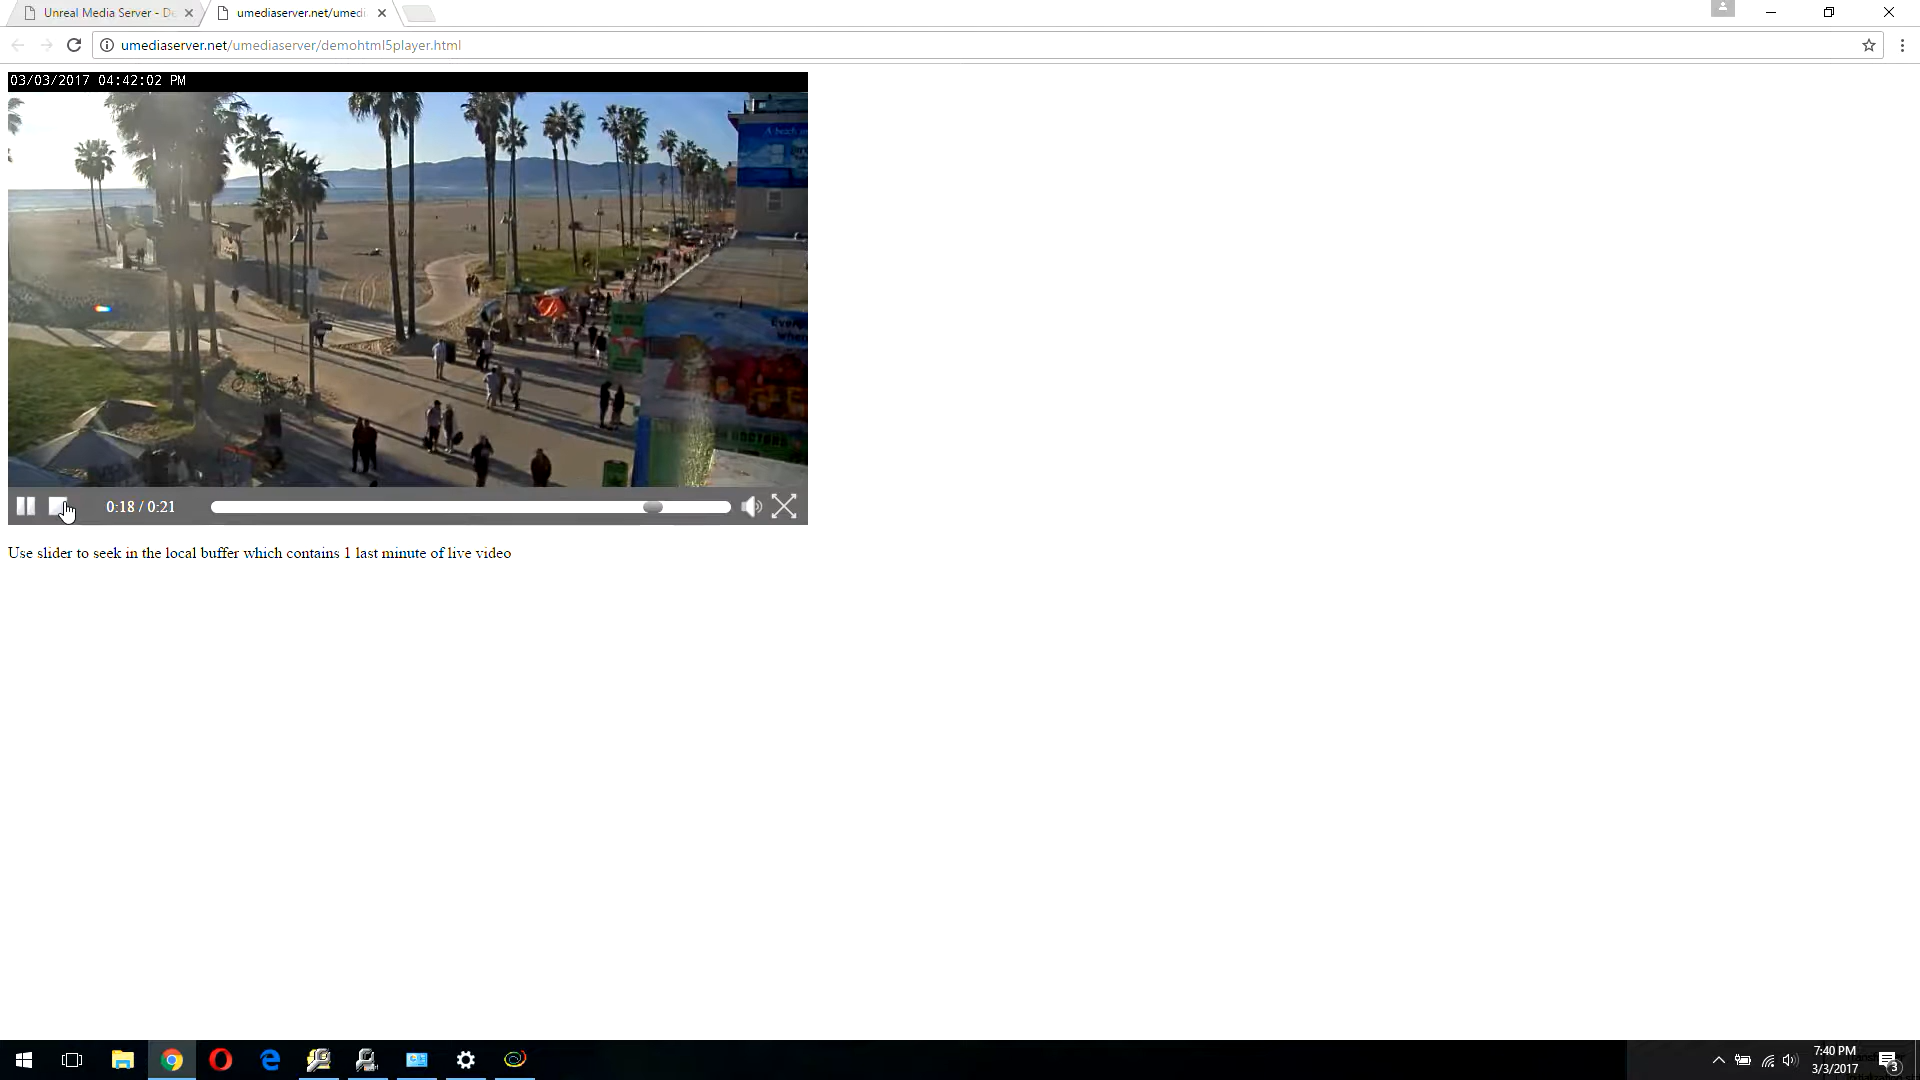 Unreal Media Server - De
umediaserver.net/umedi
umediaserver.net/umediaserver/demohtml5player.html
03/03/2017 04:42:02 PM
A beach
0:18 / 0:21
Use slider to seek in the local buffer which contains 1 last minute of live video
7:40 PM
3/3/2017
3